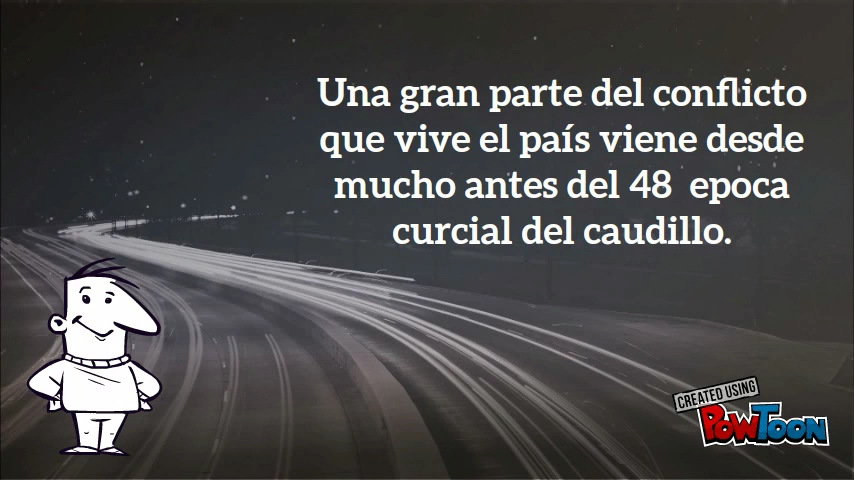 Una gran parte del conflicto
que vive el país viene desde
mucho antes del 48 epoca
curcial del caudillo.
CREATED USING
POWTOON